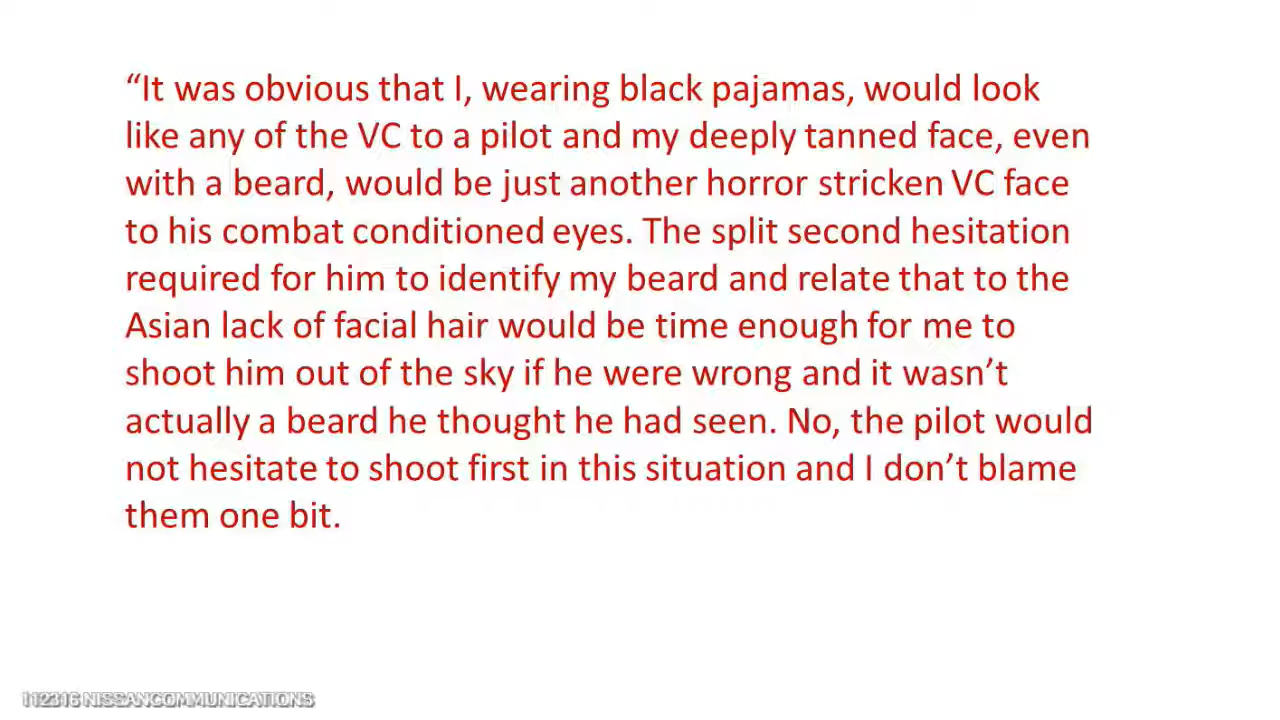 “It was obvious that I, wearing black pajamas, would look
like any of the VC to a pilot and my deeply tanned face, even
with a beard, would be just another horror stricken VC face
to his combat conditioned eyes. The split second hesitation
required for him to identify my beard and relate that to the
Asian lack of facial hair would be time enough for me to
shoot him out of the sky if he were wrong and it wasn’t
actually a beard he thought he had seen. No, the pilot would
not hesitate to shoot first in this situation and I don’t blame
them one bit.
112316 NISSANCOMMUNICATIONS